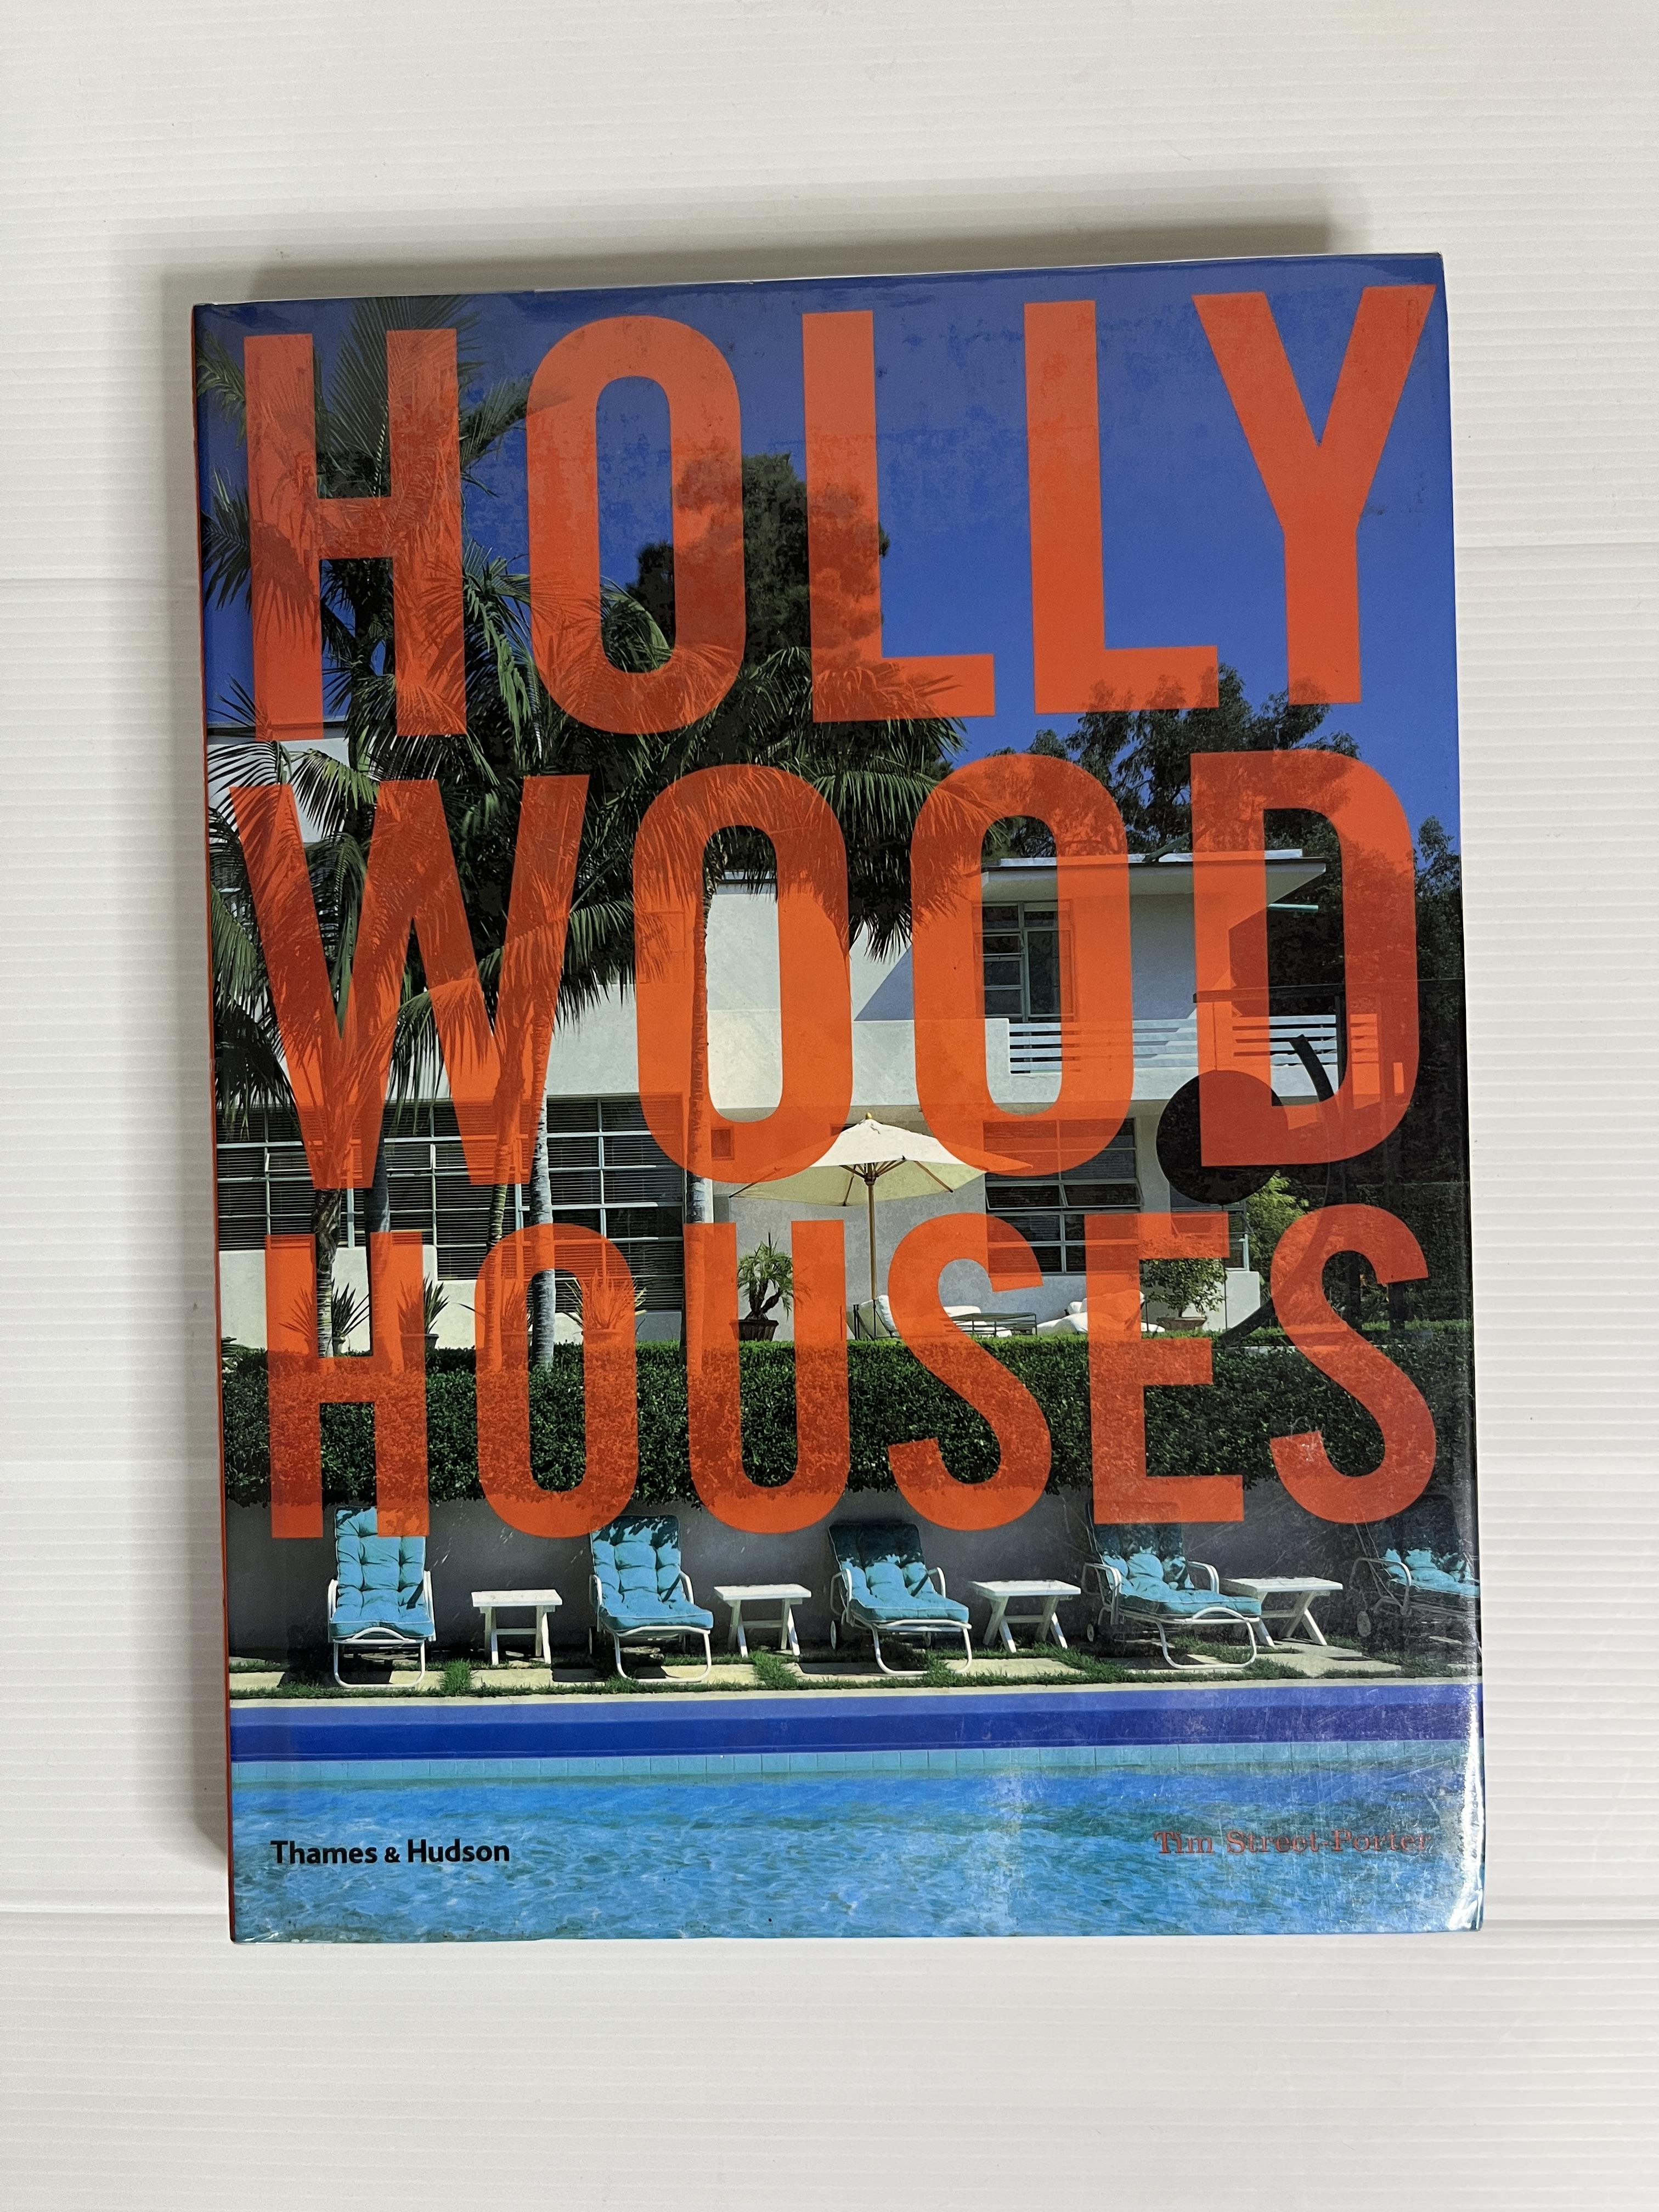 HOLLY
WOOD
HOUSES
Thames & Hudson
Tim Street-Porter